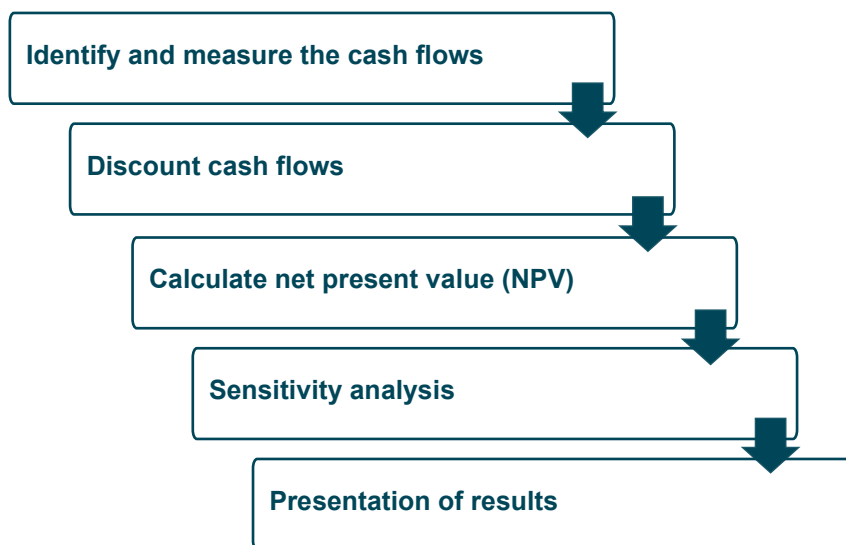 Identify and measure the cash flows
Discount cash flows
Calculate net present value (NPV)
Sensitivity analysis
Presentation of results